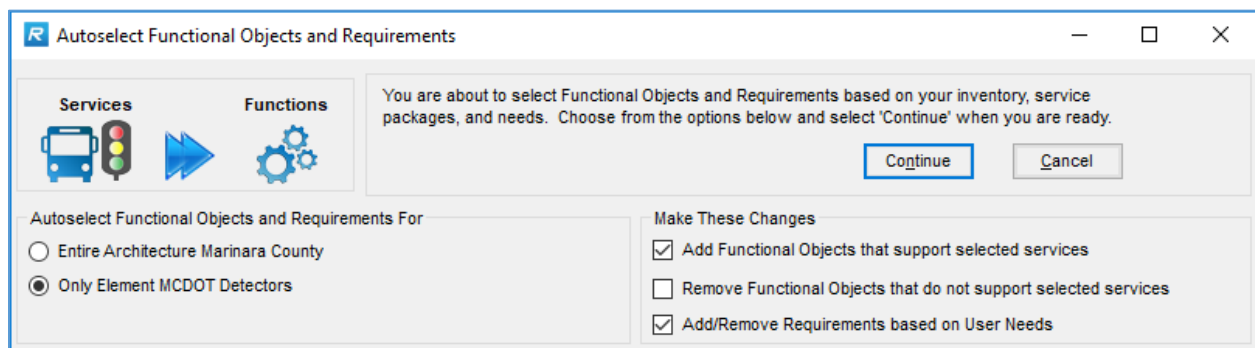 Autoselect Functional Objects and Requirements
Services
Functions
You are about to select Functional Objects and Requirements based on your inventory, service
packages, and needs. Choose from the options below and select 'Continue' when you are ready.
Continue
Cancel
Autoselect Functional Objects and Requirements For
Entire Architecture Marinara County
Only Element MCDOT Detectors
Make These Changes
Add Functional Objects that support selected services
Remove Functional Objects that do not support selected services
Add/Remove Requirements based on User Needs